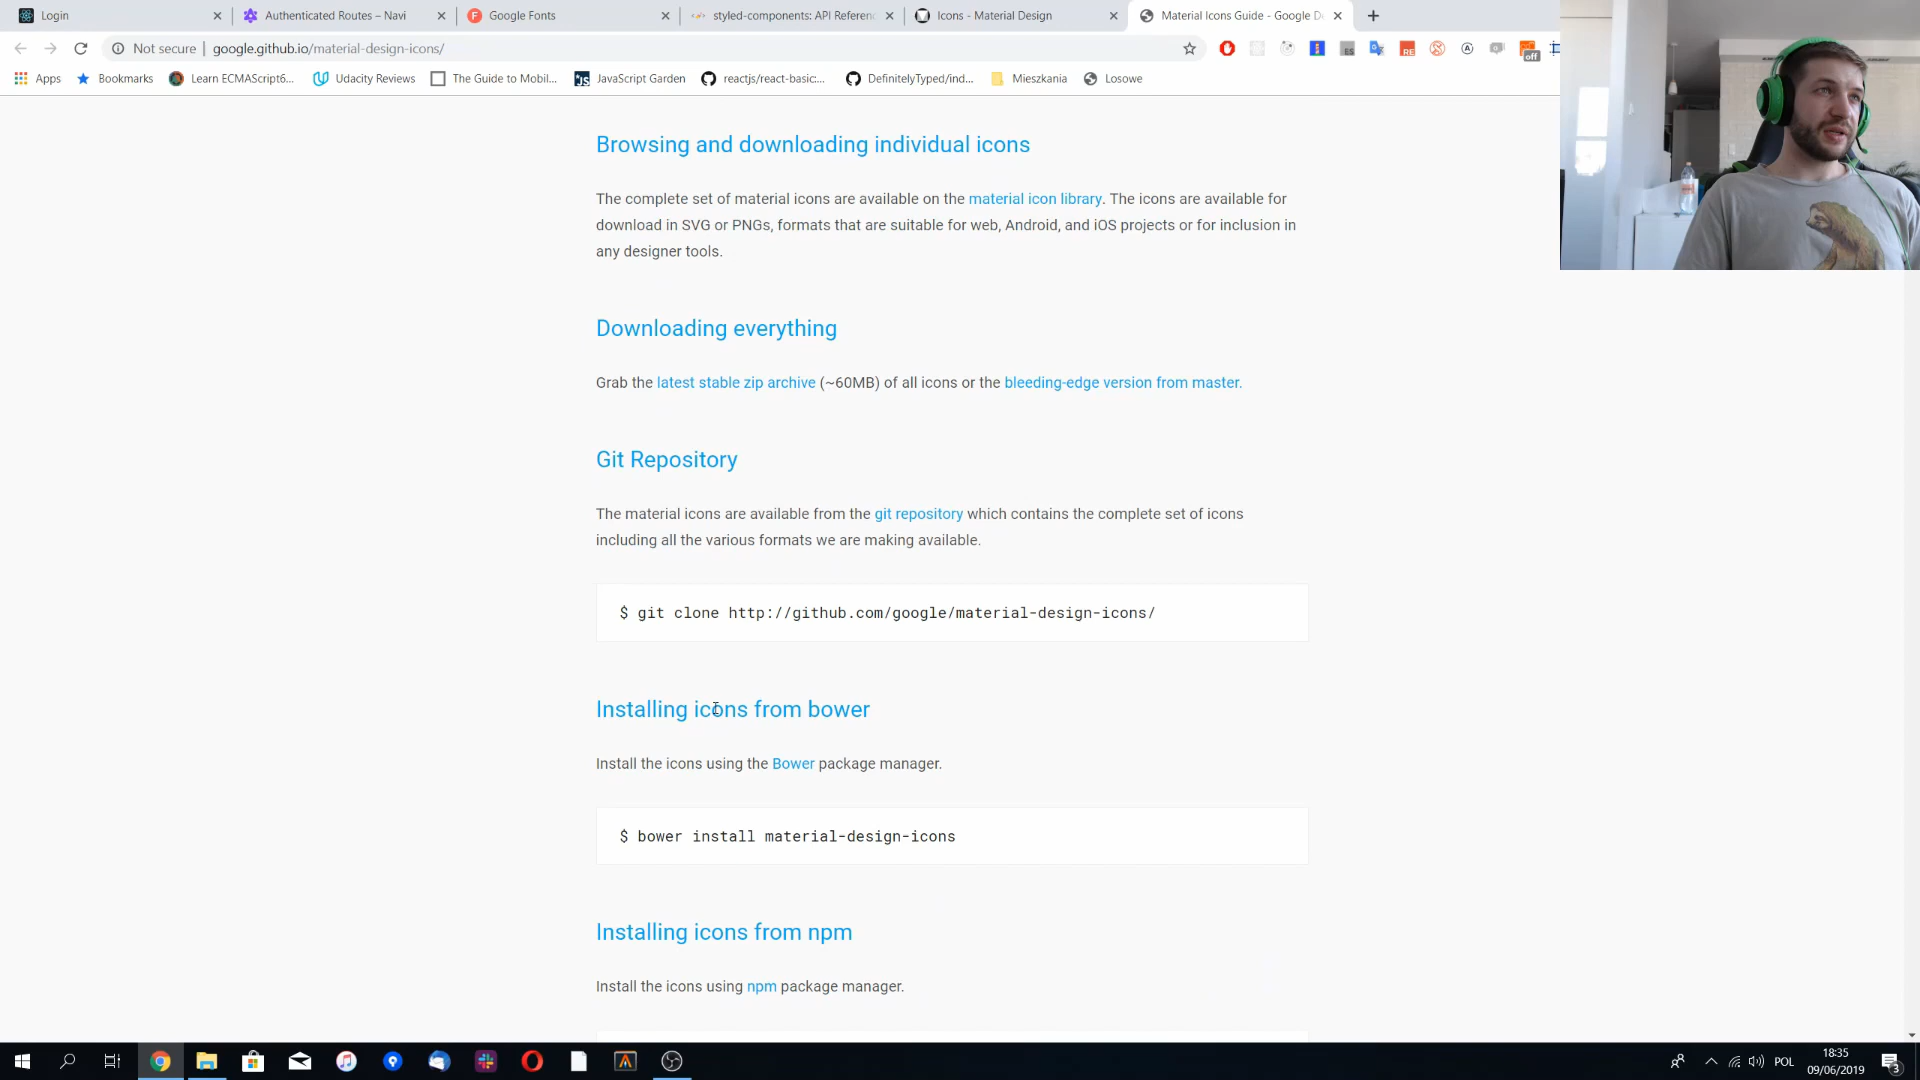 Login
Authenticated Routes ~ Navi
Google Fonts
styled-components: API Referen
Icons - Material Design
Material Icons Guide - Google D
Not secure
google.github.io/material-design-icons/
Apps
Bookmarks
Learn ECMAScript6...
Udacity Reviews
The Guide to Mobil...
JavaScript Garden
reactjs/react-basic:...
DefinitelyTyped/ind...
Mieszkania
Losowe
Browsing and downloading individual icons
The complete set of material icons are available on the material icon library. The icons are available for
download in SVG or PNGs, formats that are suitable for web, Android, and iOS projects or for inclusion in
any designer tools.
Downloading everything
Grab the latest stable zip archive (~60MB) of all icons or the bleeding-edge version from master.
Git Repository
The material icons are available from the git repository which contains the complete set of icons
including all the various formats we are making available.
$ git clone http://github.com/google/material-design-icons/
Installing icons from bower
Install the icons using the Bower package manager.
$ bower install material-design-icons
Installing icons from npm
Install the icons using npm package manager.
POL
18:35
09/06/2019
3